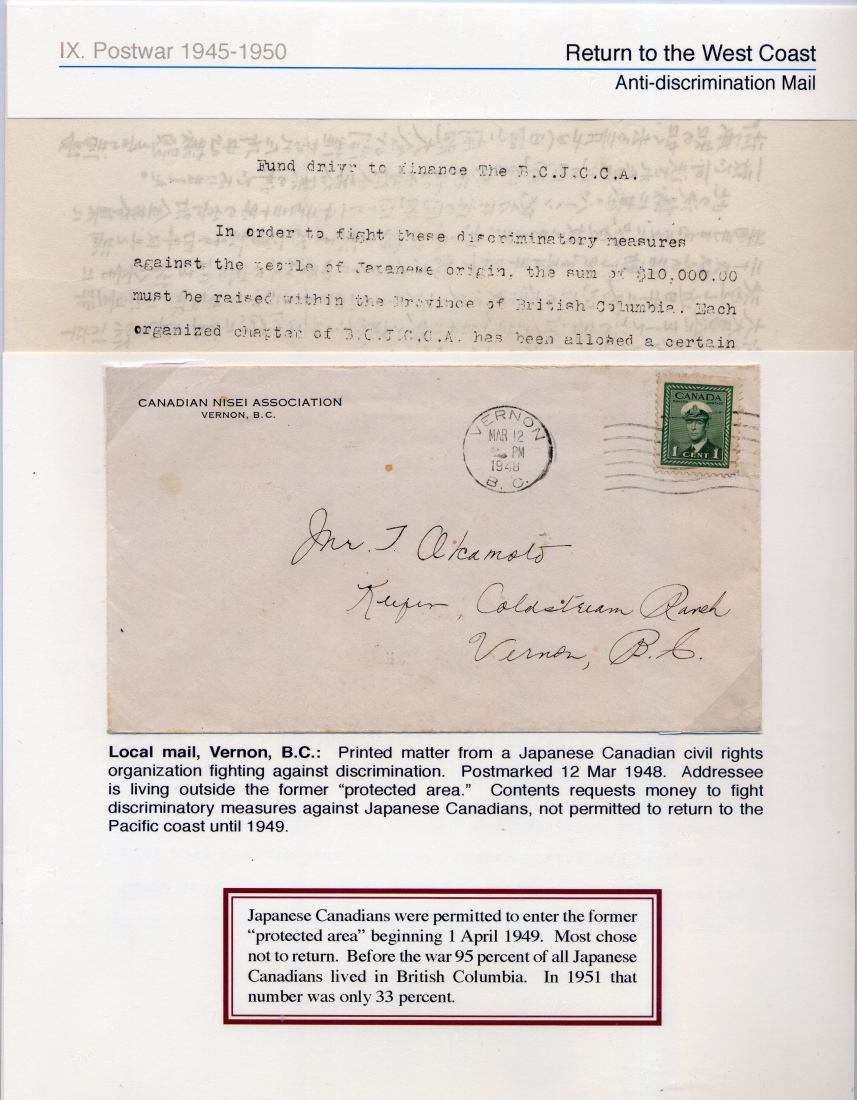 IX. Postwar 1945-1950
Return to the West Coast
Anti-discrimination Mail
Fund drivr to finance The B.C.J.C.C.A.
In order to fight these discriminatory measures
against the people of Japanese origin, the sum of $10,000.00
must be raised within the Province of British Columbia. Each
organized chapter of B.C.J.C.C.A. has been alloted a certain
CANADIAN NISEI ASSOCIATION
VERNON, B.C.
VERNON
MAR 12
PM
1948
B. C.
CANADA
1 CENT 1
Mr. T. Okamoto
Coldstream Ranch
Vernon, B.C.
Local mail, Vernon, B.C.: Printed matter from a Japanese Canadian civil rights
organization fighting against discrimination. Postmarked 12 Mar 1948. Addressee
is living outside the former “protected area.” Contents requests money to fight
discriminatory measures against Japanese Canadians, not permitted to return to the
Pacific coast until 1949.
Japanese Canadians were permitted to enter the former
“protected area” beginning 1 April 1949. Most chose
not to return. Before the war 95 percent of all Japanese
Canadians lived in British Columbia. In 1951 that
number was only 33 percent.